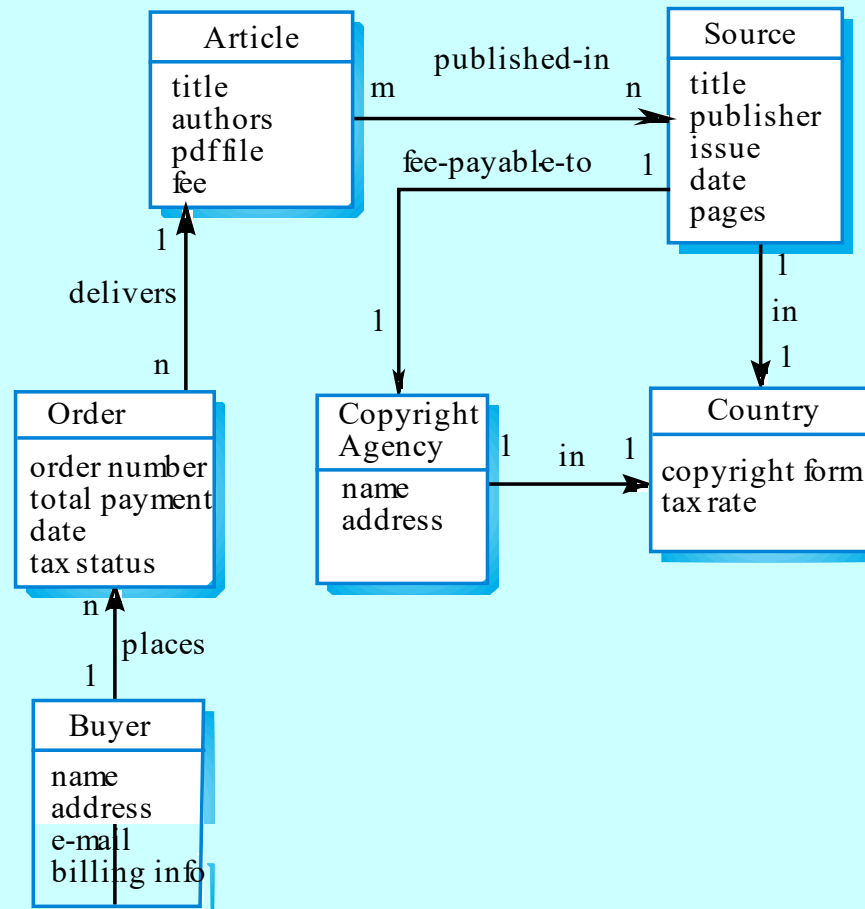 Article
title
authors
pdf file
fee
published-in
m
n
Source
title
publisher
issue
date
pages
fee-payable-to
1
1
1
delivers
n
1
in
1
Order
order number
total payment
date
tax status
Copyright
Agency
name
address
1
in
1
Country
copyright form
tax rate
n
places
1
Buyer
name
address
e-mail
billing info